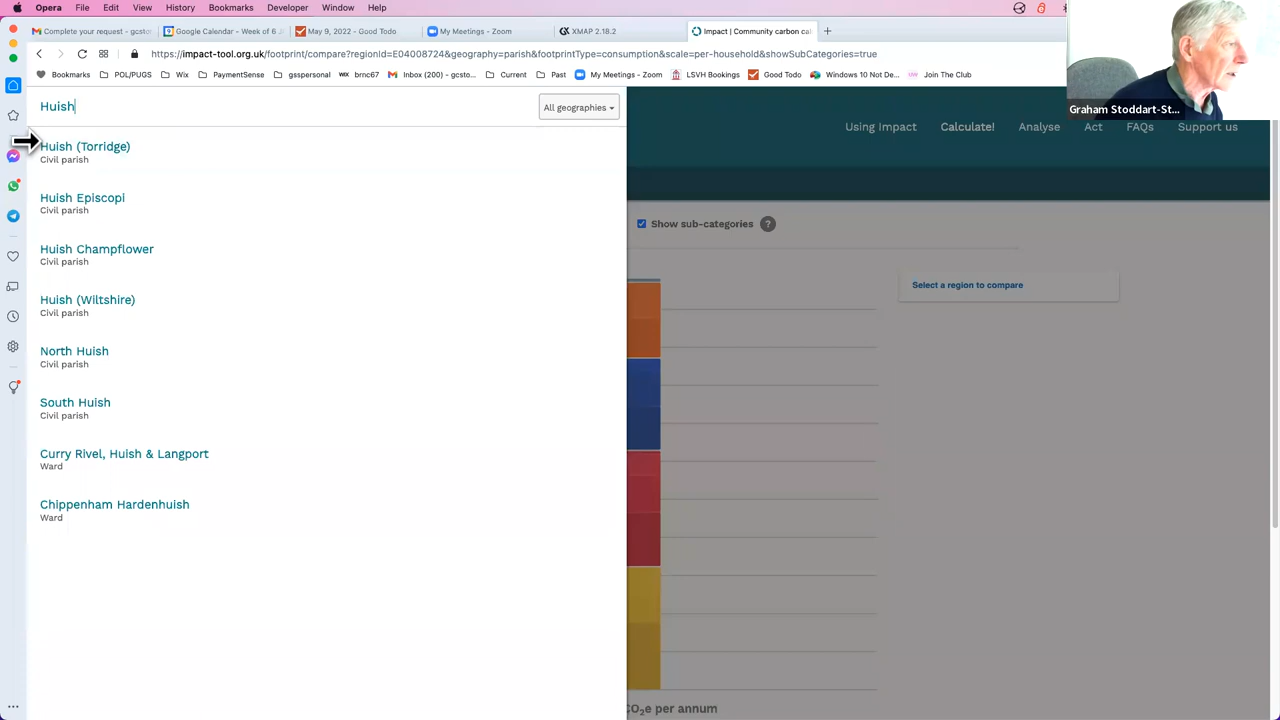 Opera File Edit View History Bookmarks Developer Window Help
Complete your request - gcstor
Google Calendar - Week of 6 J
May 9, 2022 - Good Todo
My Meetings - Zoom
XMAP 2.18.2
Impact | Community carbon cal
https://impact-tool.org.uk/footprint/compare?regionId=E04008724&geography=parish&footprintType=consumption&scale=per-household&showSubCategories=true
Bookmarks POL/PUGS Wix PaymentSense gsspersonal WIX brnc67 Inbox (200) - gcsto... Current Past My Meetings - Zoom LSVH Bookings Good Todo Windows 10 Not De... Join The Club
Graham Stoddart-St...
Huish
All geographies
Using Impact Calculate! Analyse Act FAQs Support us
Huish (Torridge)
Civil parish
Huish Episcopi
Civil parish
Show sub-categories ?
Huish Champflower
Civil parish
Select a region to compare
Huish (Wiltshire)
Civil parish
North Huish
Civil parish
South Huish
Civil parish
Curry Rivel, Huish & Langport
Ward
Chippenham Hardenhuish
Ward
CO₂e per annum